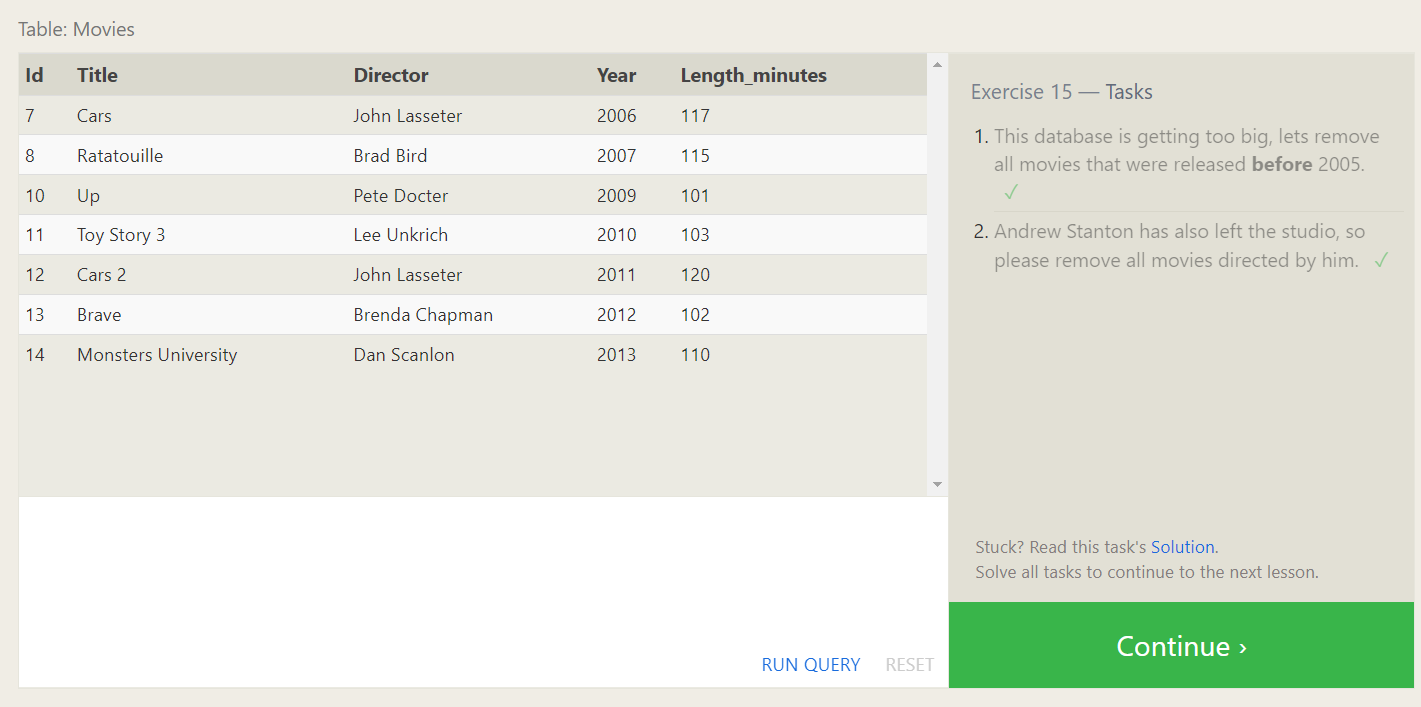 Table: Movies
Id Title Director Year Length_minutes
7 Cars John Lasseter 2006 117
8 Ratatouille Brad Bird 2007 115
10 Up Pete Docter 2009 101
11 Toy Story 3 Lee Unkrich 2010 103
12 Cars 2 John Lasseter 2011 120
13 Brave Brenda Chapman 2012 102
14 Monsters University Dan Scanlon 2013 110
RUN QUERY RESET
Exercise 15 — Tasks
1. This database is getting too big, lets remove
all movies that were released before 2005.
✓
2. Andrew Stanton has also left the studio, so
please remove all movies directed by him. ✓
Stuck? Read this task's Solution.
Solve all tasks to continue to the next lesson.
Continue ›